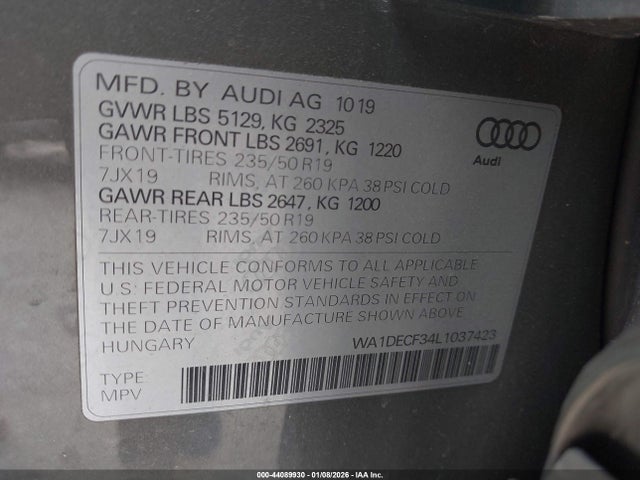 MFD. BY AUDI AG 10 19
GVWR LBS 5129, KG 2325
GAWR FRONT LBS 2691, KG 1220
FRONT-TIRES 235/50 R19
7JX19 RIMS, AT 260 KPA 38 PSI COLD
GAWR REAR LBS 2647, KG 1200
REAR-TIRES 235/50 R19
7JX19 RIMS, AT 260 KPA 38 PSI COLD
Audi
THIS VEHICLE CONFORMS TO ALL APPLICABLE
U S: FEDERAL MOTOR VEHICLE SAFETY AND
THEFT PREVENTION STANDARDS IN EFFECT ON
THE DATE OF MANUFACTURE SHOWN ABOVE
HUNGARY
WA1DECF34L1037423
TYPE:
MPV
000-44089930 - 01/08/2026 - IAA Inc.